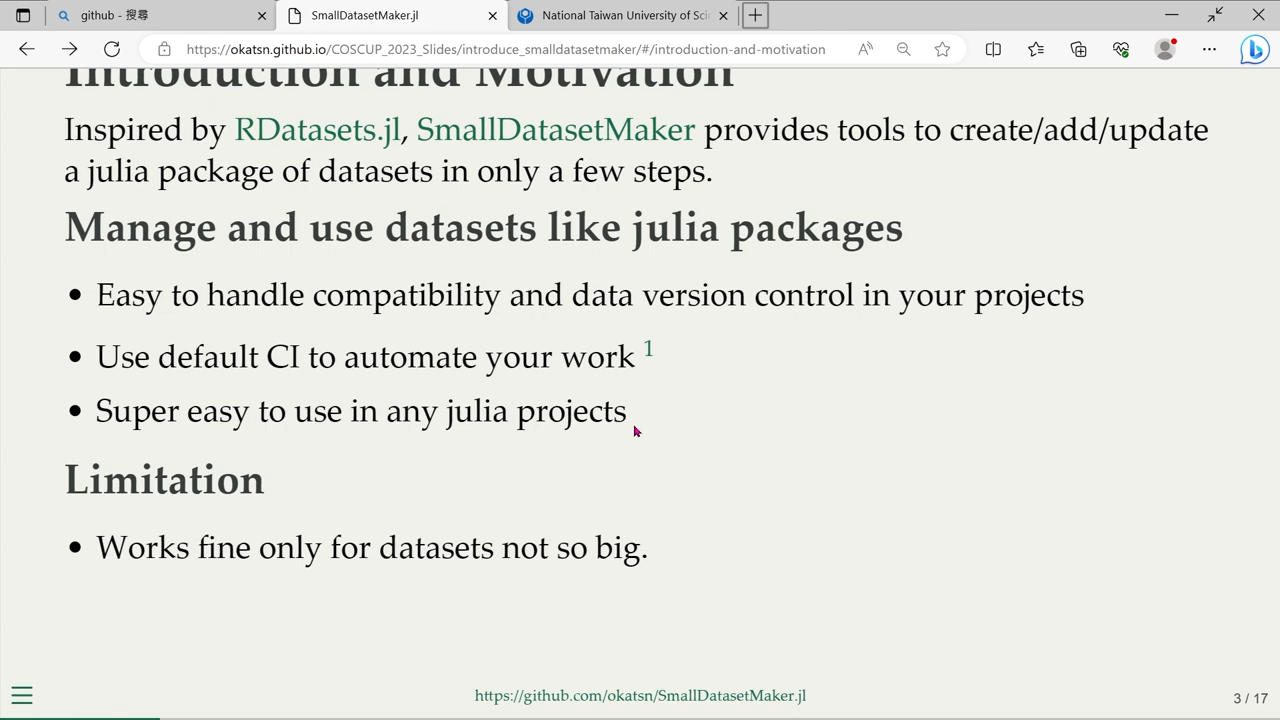 github - 搜尋
SmallDatasetMaker.jl
National Taiwan University of Sci
https://okatsn.github.io/COSCUP_2023_Slides/introduce_smalldatasetmaker/#/introduction-and-motivation
Introduction and Motivation
Inspired by RDatasets.jl, SmallDatasetMaker provides tools to create/add/update
a julia package of datasets in only a few steps.
Manage and use datasets like julia packages
• Easy to handle compatibility and data version control in your projects
• Use default CI to automate your work 1
• Super easy to use in any julia projects
Limitation
• Works fine only for datasets not so big.
https://github.com/okatsn/SmallDatasetMaker.jl
3 / 17